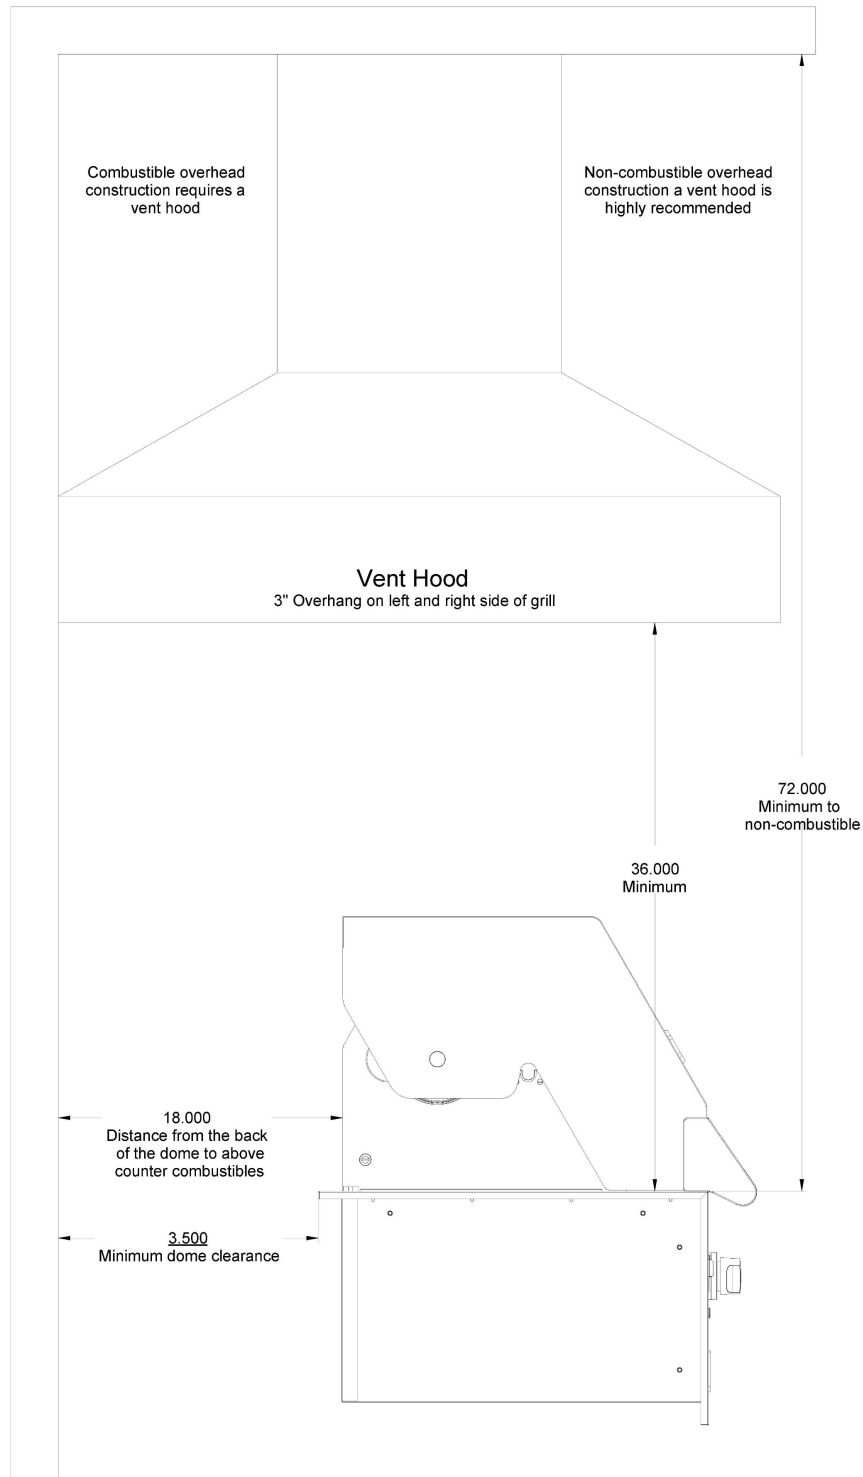 Combustible overhead
construction requires a
vent hood
Non-combustible overhead
construction a vent hood is
highly recommended
Vent Hood
3" Overhang on left and right side of grill
72.000
Minimum to
non-combustible
36.000
Minimum
18.000
Distance from the back
of the dome to above
counter combustibles
3.500
Minimum dome clearance